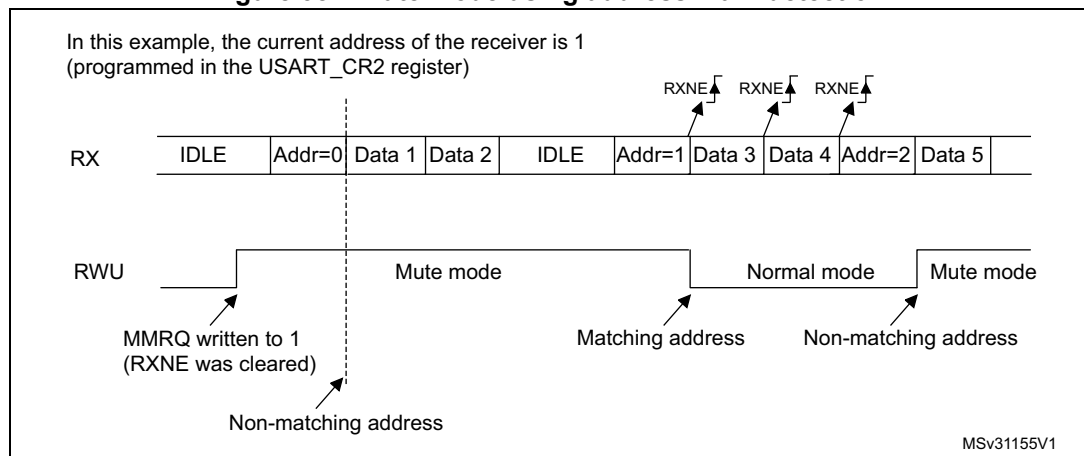 In this example, the current address of the receiver is 1
(programmed in the USART_CR2 register)
RXNE RXNE RXNE
RX IDLE Addr=0 Data 1 Data 2 IDLE Addr=1 Data 3 Data 4 Addr=2 Data 5
RWU Mute mode Normal mode Mute mode
MMRQ written to 1 Matching address Non-matching address
(RXNE was cleared)
Non-matching address
MSv31155V1